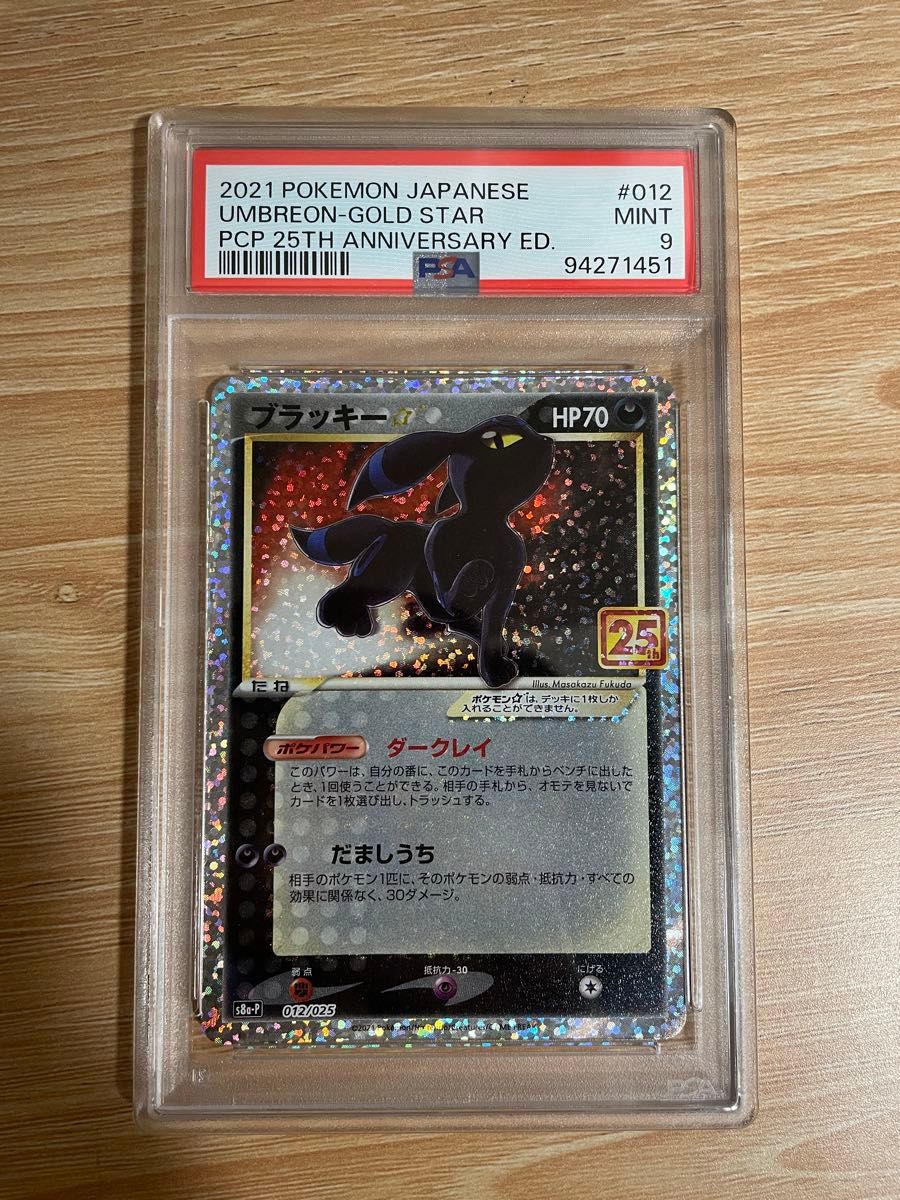 2021 POKEMON JAPANESE #012
UMBREON-GOLD STAR MINT
PCP 25TH ANNIVERSARY ED. 9
PSA 94271451
ブラッキー☆ HP70
25th
たね
Illus. Masakazu Fukuda
ポケモン☆は、デッキに1枚しか
入れることができません。
ポケパワー ダークレイ
このパワーは、自分の番に、このカードを手札からベンチに出した
とき、1回使うことができる。相手の手札から、オモテを見ないで
カードを1枚選び出し、トラッシュする。
だましうち
相手のポケモン1匹に、そのポケモンの弱点・抵抗力・すべての
効果に関係なく、30ダメージ。
弱点 抵抗力-30 にげる
s8a-P 012/025
©2021 Pokémon
PSA